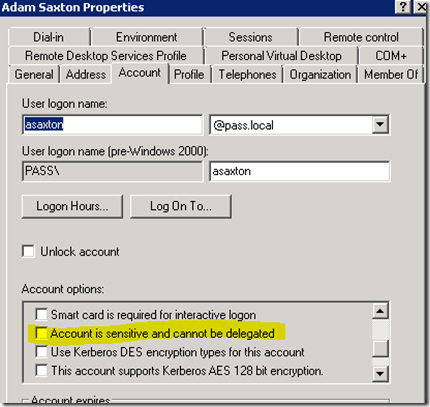 Adam Saxton Properties
Dial-in Environment Sessions Remote control
Remote Desktop Services Profile Personal Virtual Desktop COM+
General Address Account Profile Telephones Organization Member Of
User logon name:
asaxton @pass.local
User logon name (pre-Windows 2000):
PASS\ asaxton
Logon Hours... Log On To...
Unlock account
Account options:
Smart card is required for interactive logon
Account is sensitive and cannot be delegated
Use Kerberos DES encryption types for this account
This account supports Kerberos AES 128 bit encryption.
Account expires